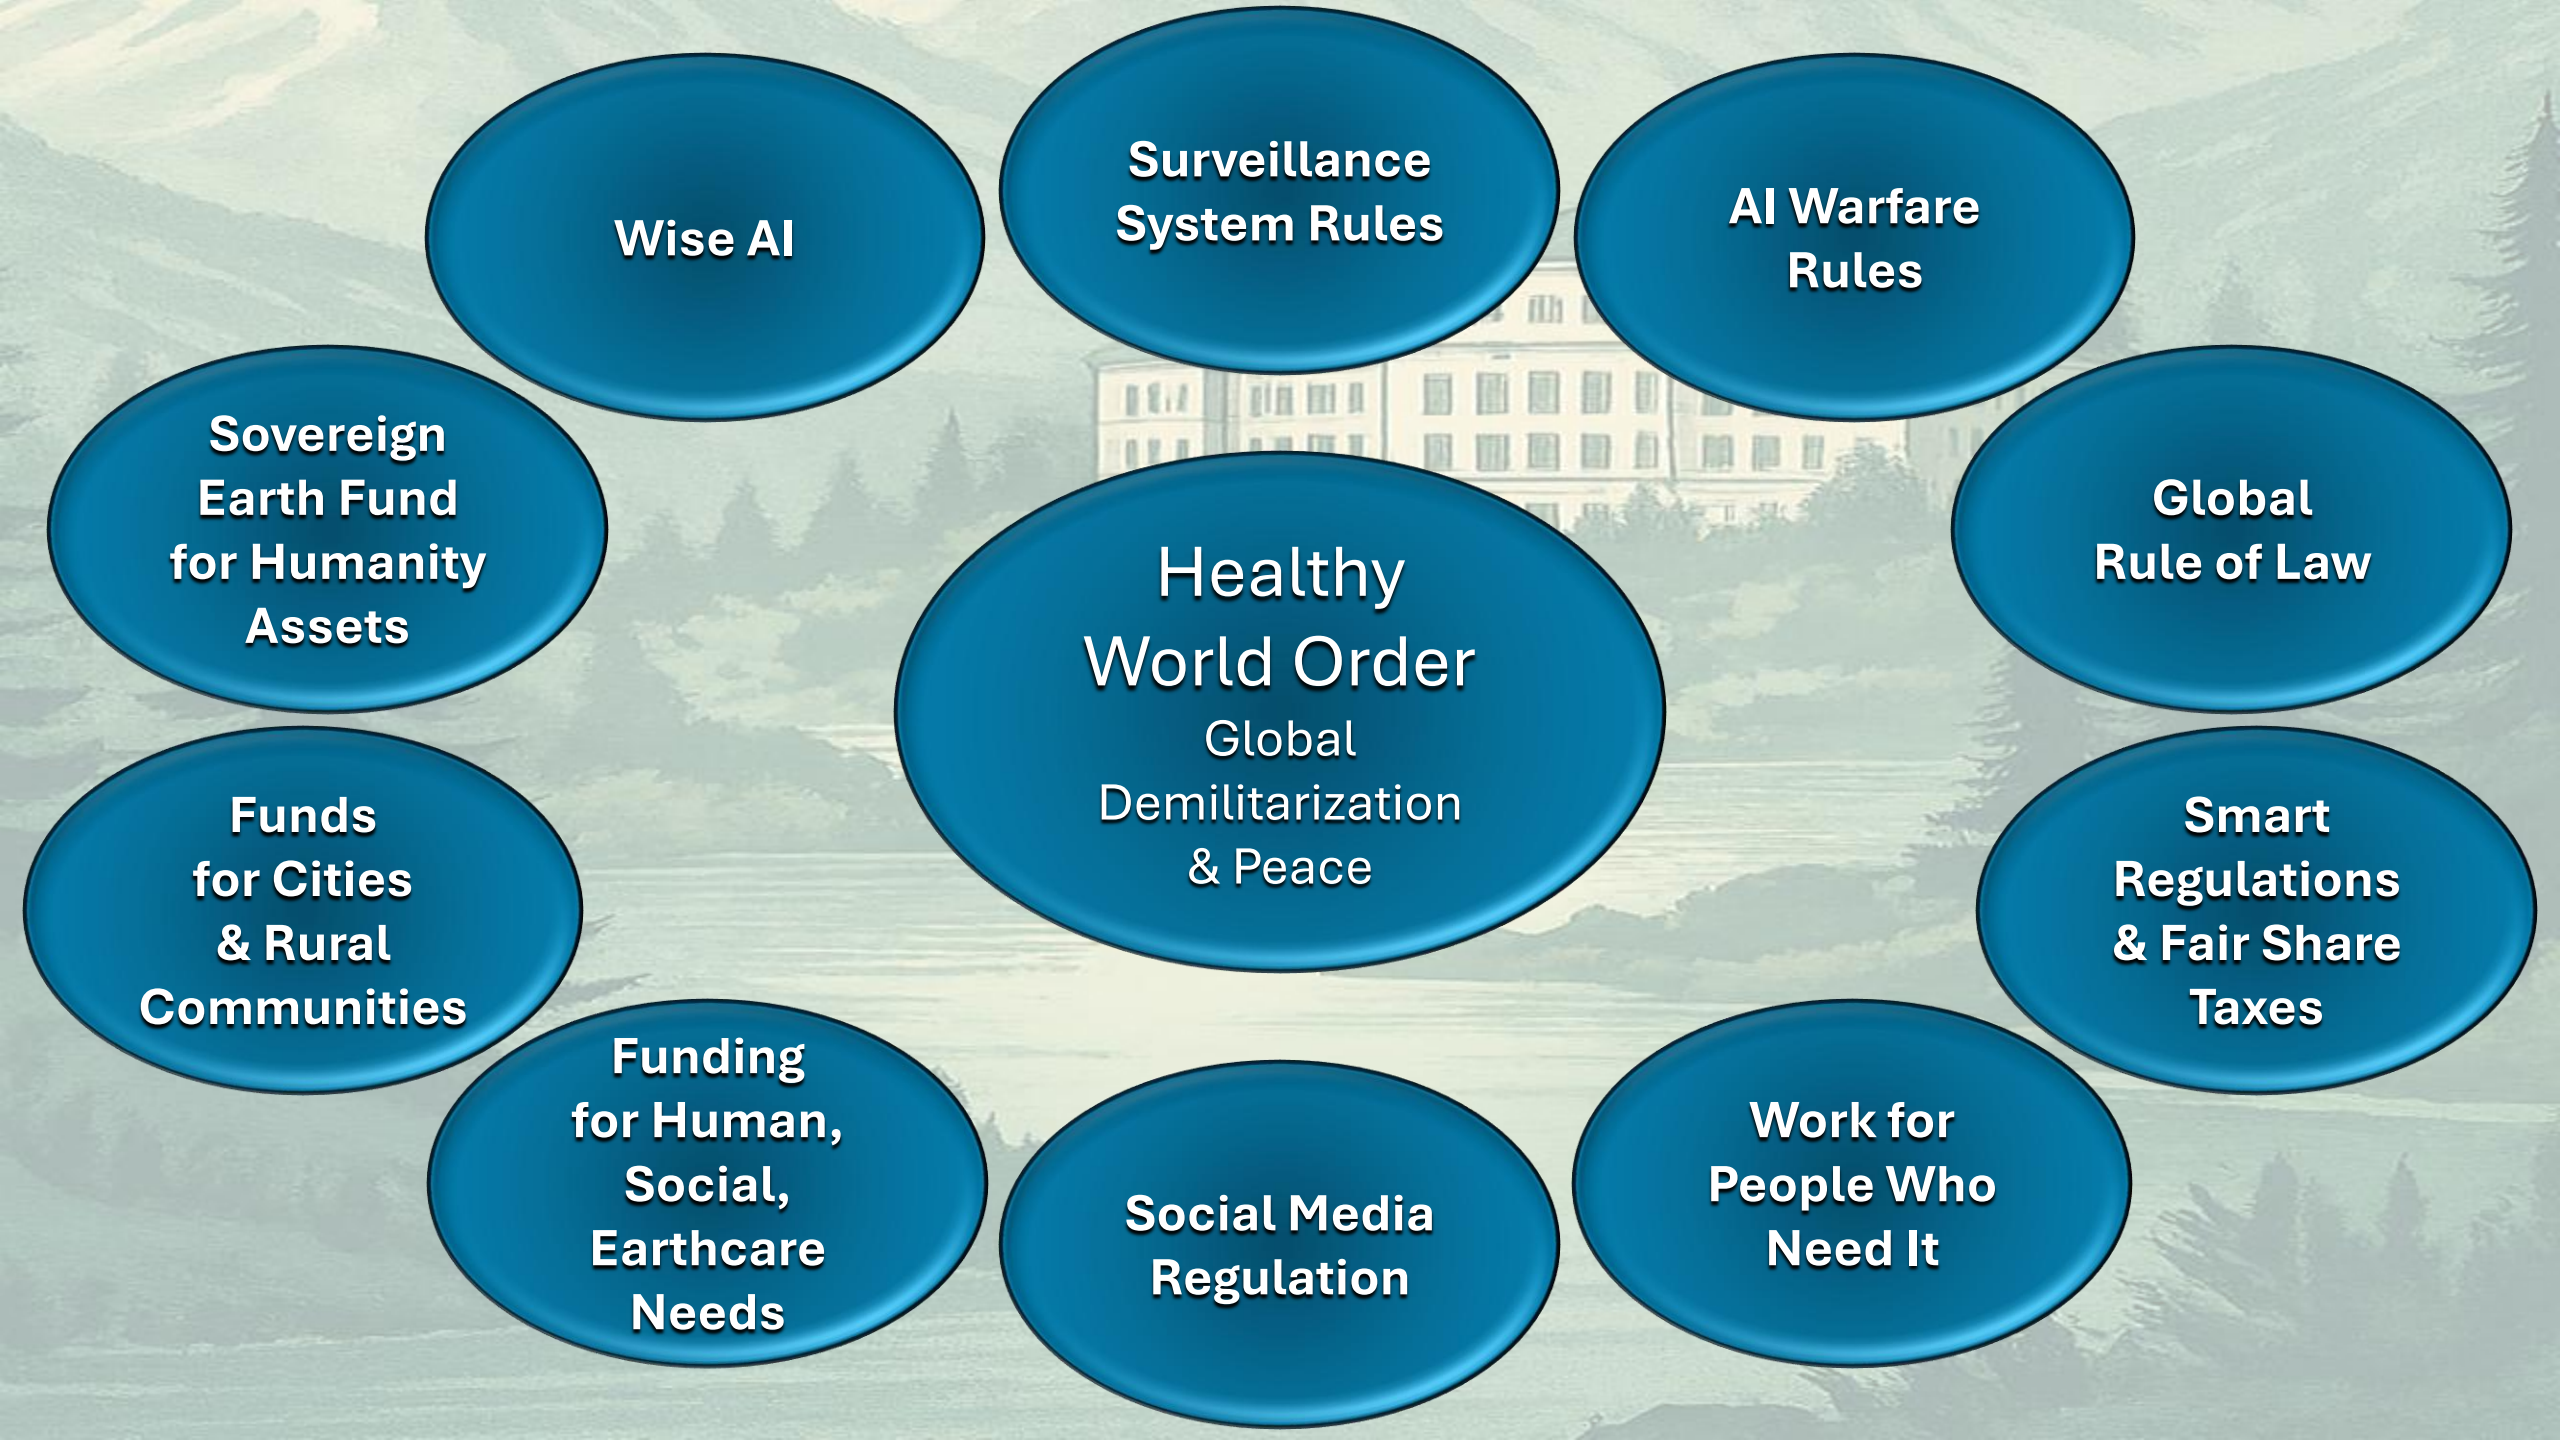 Surveillance
System Rules
Wise AI
AI Warfare
Rules
Sovereign
Earth Fund
for Humanity
Assets
Global
Rule of Law
Healthy
World Order
Global
Demilitarization
& Peace
Funds
for Cities
& Rural
Communities
Smart
Regulations
& Fair Share
Taxes
Funding
for Human,
Social,
Earthcare
Needs
Social Media
Regulation
Work for
People Who
Need It